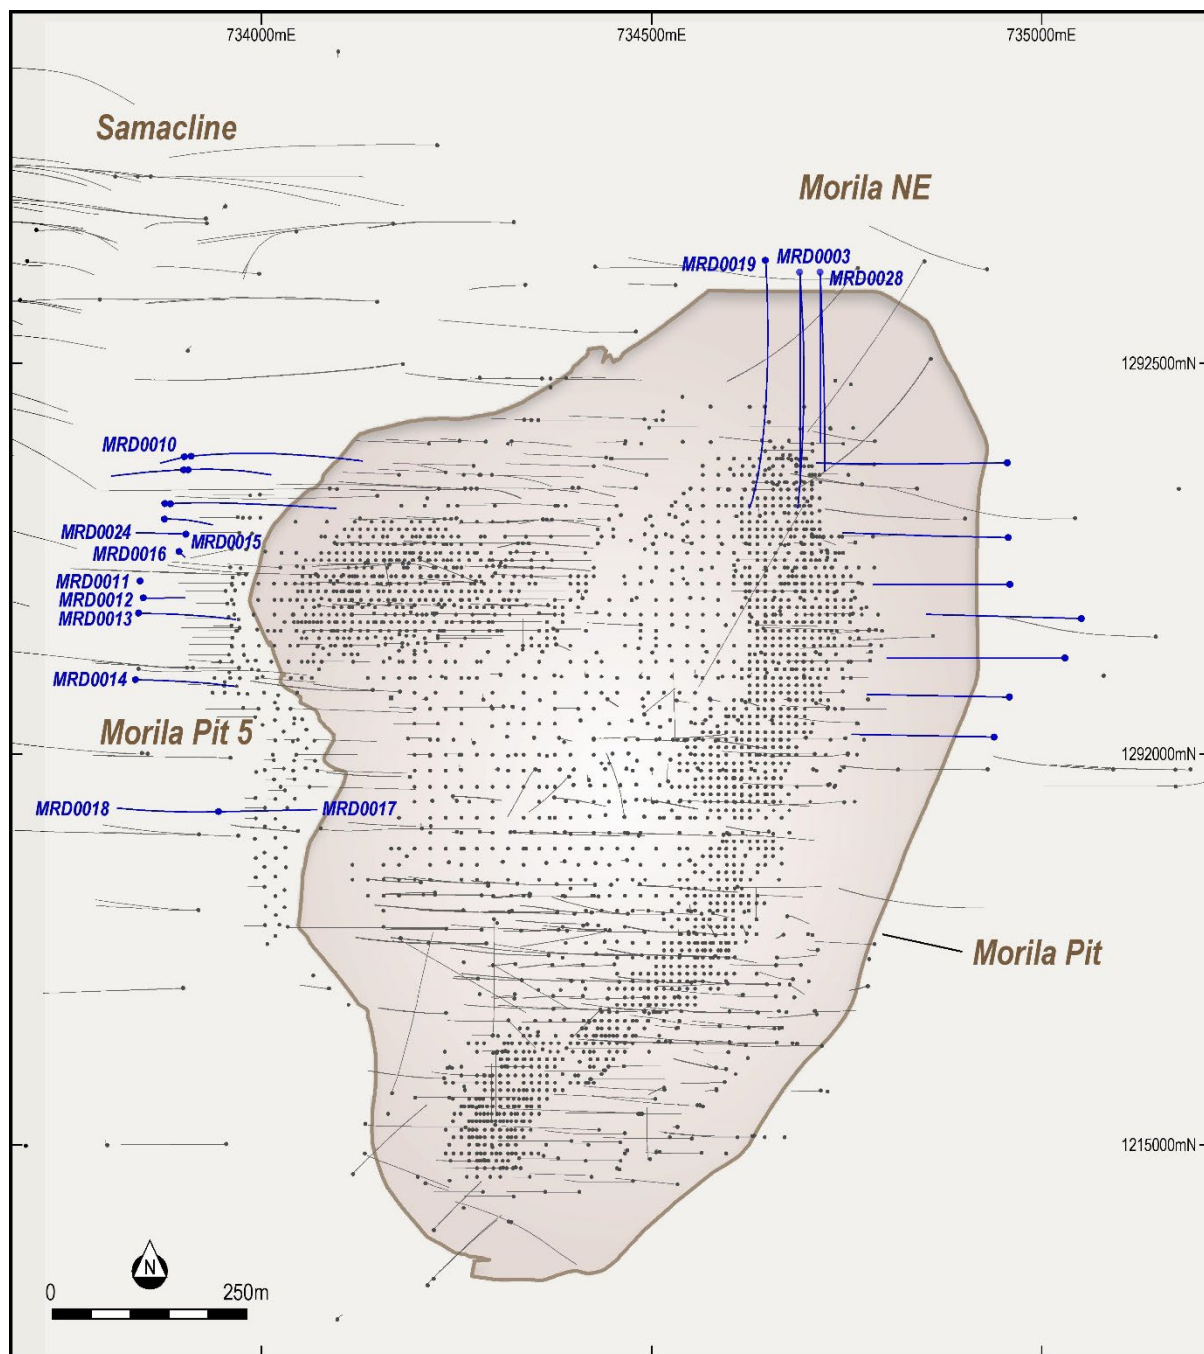 734000mE
734500mE
735000mE
Samacline
Morila NE
MRD0019
MRD0003
MRD0028
1292500mN
MRD0010
MRD0024
MRD0015
MRD0016
MRD0011
MRD0012
MRD0013
MRD0014
Morila Pit 5
1292000mN
MRD0018
MRD0017
Morila Pit
1215000mN
N
0
250m